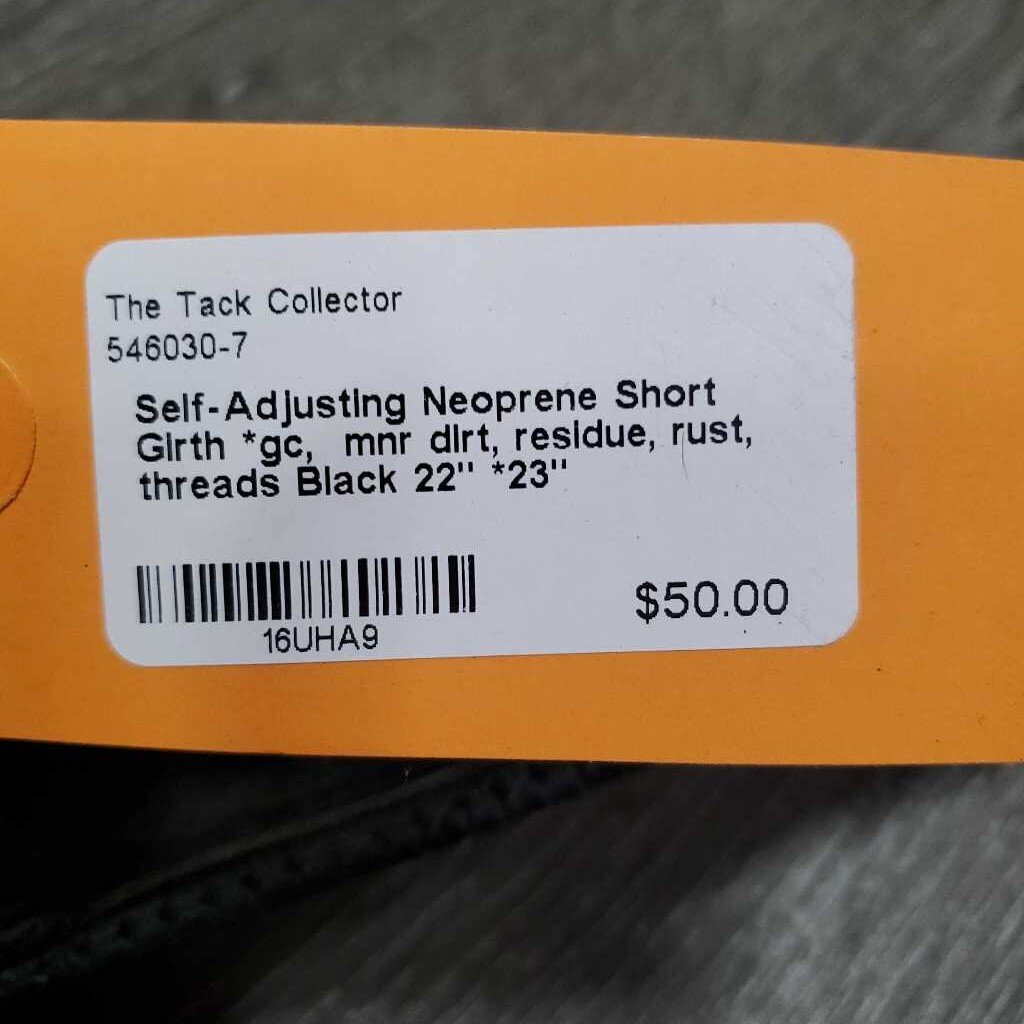 The Tack Collector
546030-7
Self-Adjusting Neoprene Short
Girth *gc,  mnr dirt, residue, rust,
threads Black 22" *23"
16UHA9
$50.00